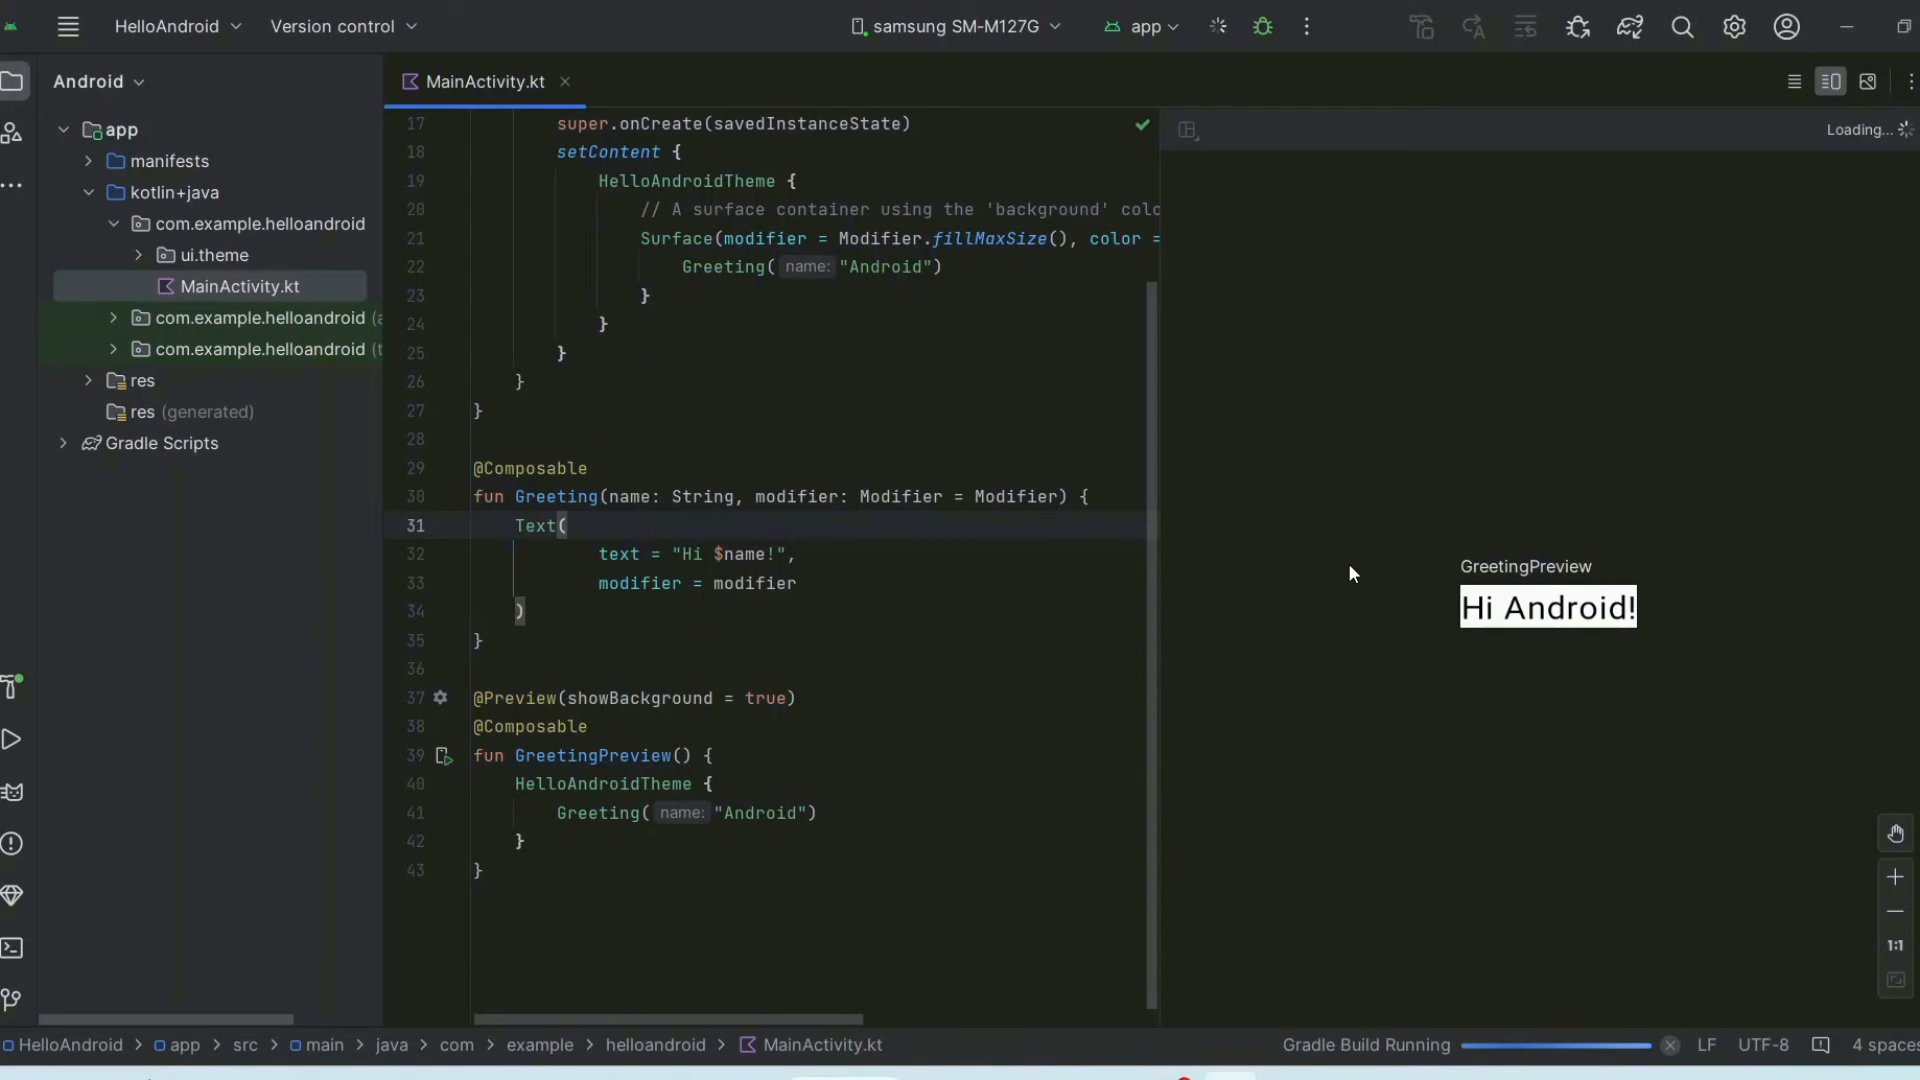 HelloAndroid
Version control
samsung SM-M127G
app
Android
MainActivity.kt
app
manifests
kotlin+java
com.example.helloandroid
ui.theme
MainActivity.kt
com.example.helloandroid (a
com.example.helloandroid (t
res
res (generated)
Gradle Scripts
17 super.onCreate(savedInstanceState)
18 setContent {
19 HelloAndroidTheme {
20 // A surface container using the 'background' colo
21 Surface(modifier = Modifier.fillMaxSize(), color =
22 Greeting( name: "Android")
23 }
24 }
25 }
26 }
27 }
28
29 @Composable
30 fun Greeting(name: String, modifier: Modifier = Modifier) {
31 Text(
32 text = "Hi $name!",
33 modifier = modifier
34 )
35 }
36
37 @Preview(showBackground = true)
38 @Composable
39 fun GreetingPreview() {
40 HelloAndroidTheme {
41 Greeting( name: "Android")
42 }
43 }
Loading...
GreetingPreview
Hi Android!
1:1
HelloAndroid > app > src > main > java > com > example > helloandroid > MainActivity.kt
Gradle Build Running
LF
UTF-8
4 spaces